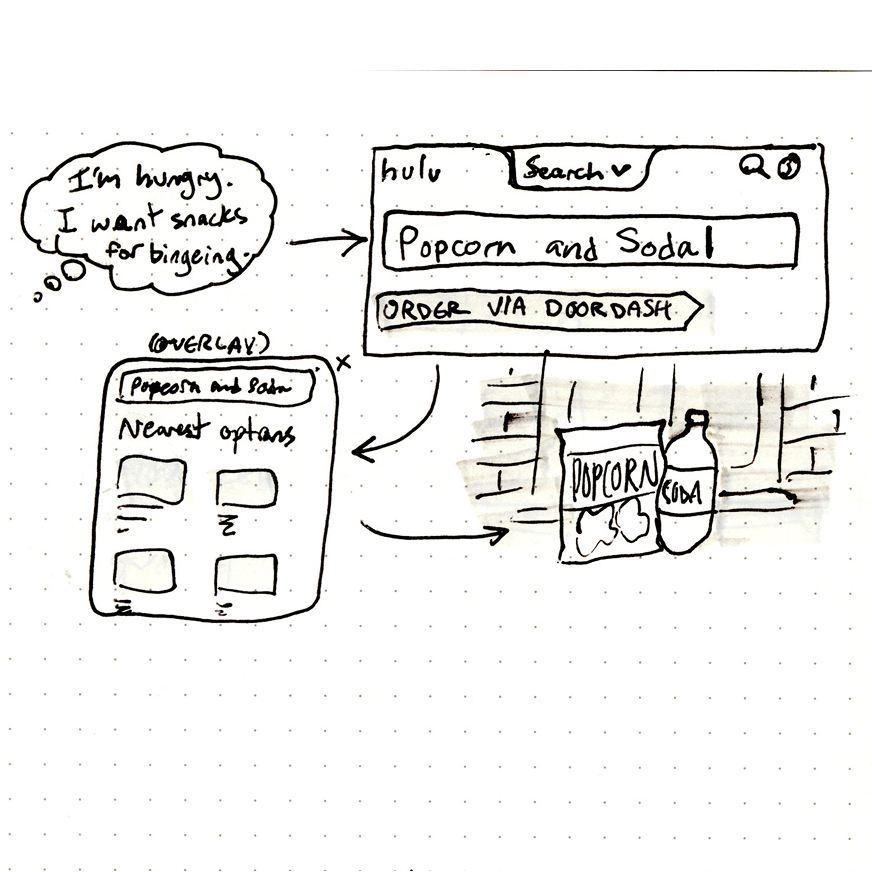 I'm hungry.
I want snacks
for bingeing.
hulu
Search
Popcorn and Soda
ORDER VIA DOORDASH
(OVERLAY)
x
Popcorn and Soda
Nearest options
POPCORN
SODA